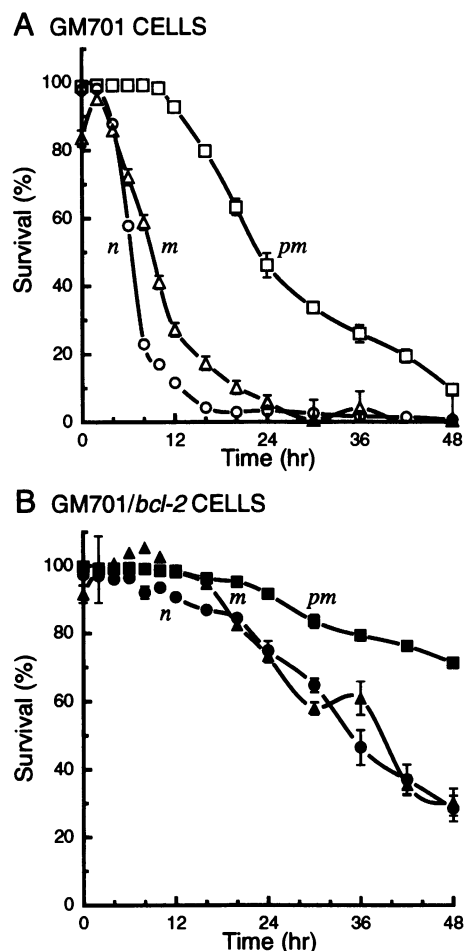 A GM701 CELLS
100
80
60
40
20
0
Survival (%)
n
m
pm
0 12 24 36 48
Time (hr)
B GM701/bcl-2 CELLS
100
80
60
40
20
0
Survival (%)
n
m
pm
0 12 24 36 48
Time (hr)